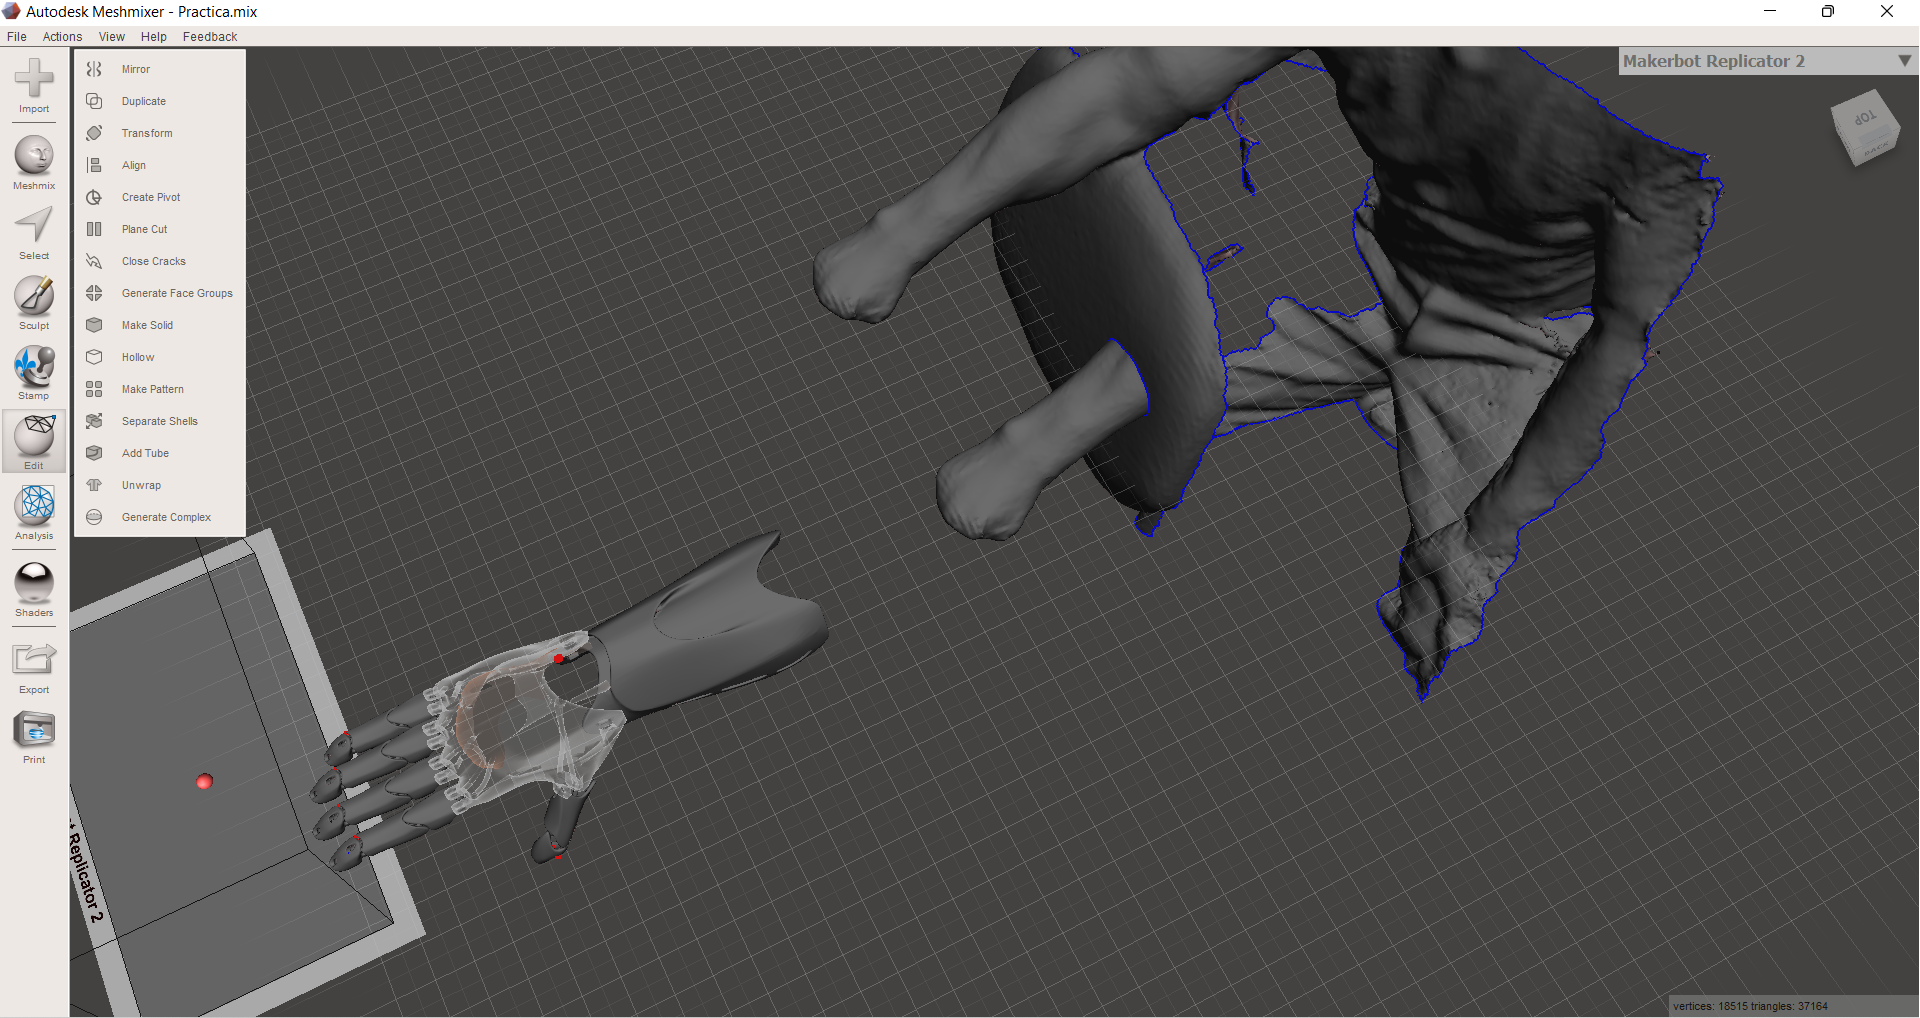 Autodesk Meshmixer - Practica.mix
File Actions View Help Feedback
Import
Meshmix
Select
Sculpt
Stamp
Edit
Analysis
Shaders
Export
Print
Mirror
Duplicate
Transform
Align
Create Pivot
Plane Cut
Close Cracks
Generate Face Groups
Make Solid
Hollow
Make Pattern
Separate Shells
Add Tube
Unwrap
Generate Complex
Makerbot Replicator 2
TOP
BACK
t Replicator 2
vertices: 18515 triangles: 37164